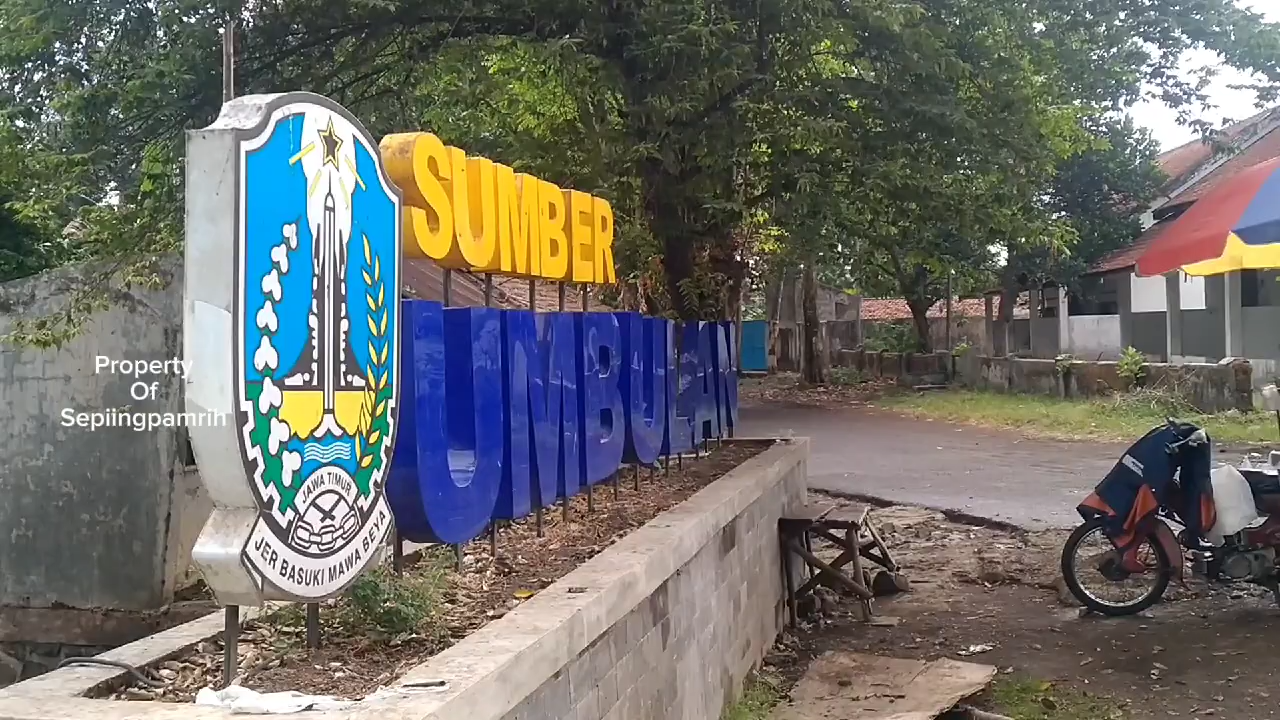 SUMBER
UMBULAN
JAWA TIMUR
JER BASUKI MAWA BEYA
Property
Of
Sepiingpamrih